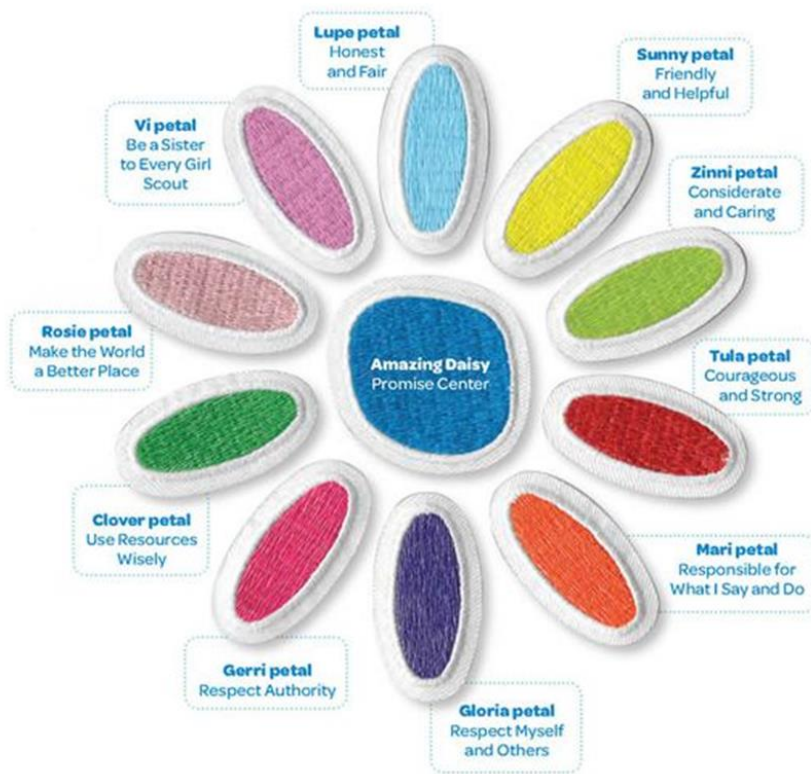 Lupe petal
Honest
and Fair
Sunny petal
Friendly
and Helpful
Zinni petal
Considerate
and Caring
Tula petal
Courageous
and Strong
Mari petal
Responsible for
What I Say and Do
Gloria petal
Respect Myself
and Others
Gerri petal
Respect Authority
Clover petal
Use Resources
Wisely
Rosie petal
Make the World
a Better Place
Vi petal
Be a Sister
to Every Girl
Scout
Amazing Daisy
Promise Center